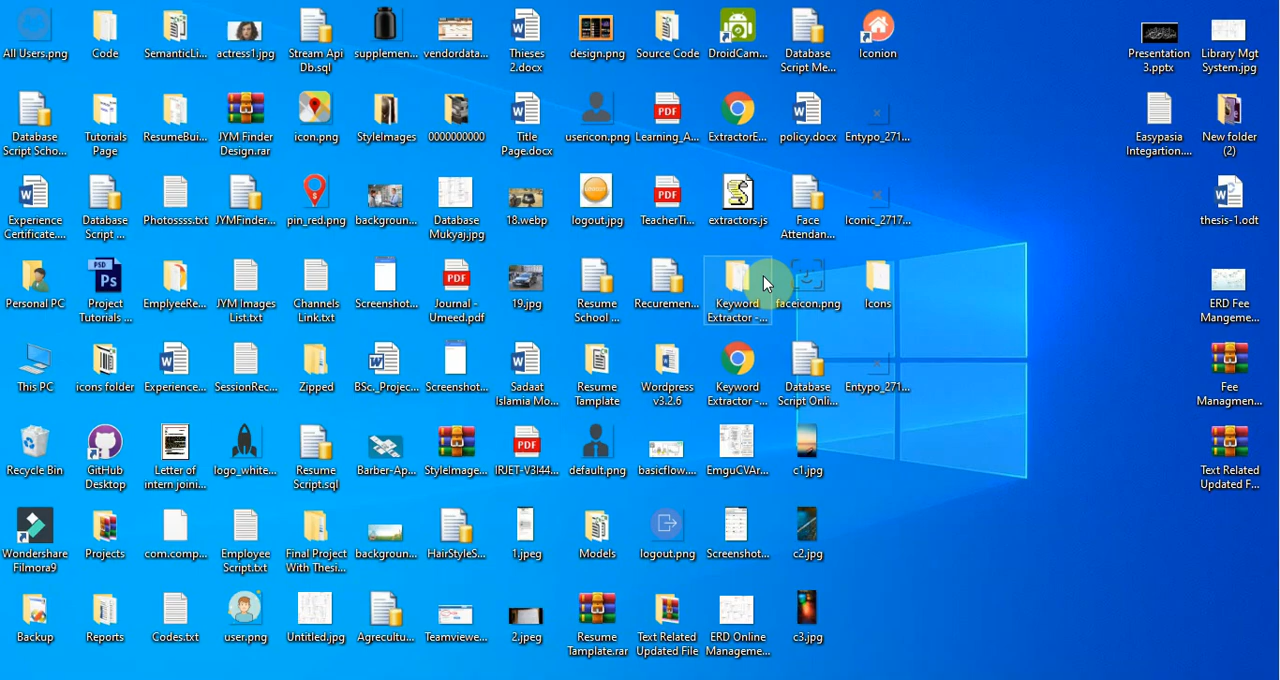 All Users.png
Code
SemanticLi...
actress1.jpg
Stream Api
Db.sql
supplemen...
vendordata...
Thieses
2.docx
design.png
Source Code
DroidCam...
Database
Script Me...
Iconion
Presentation
3.pptx
Library Mgt
System.jpg
Database
Script Scho...
Tutorials
Page
ResumeBui...
JYM Finder
Design.rar
icon.png
StyleImages
0000000000
Title
Page.docx
usericon.png
PDF
Learning_A...
ExtractorE...
policy.docx
Entypo_271...
Easypasia
Integartion....
New folder
(2)
Experience
Certificate....
Database
Script ...
Photossss.txt
JYMFinder...
pin_red.png
backgroun...
Database
Mukyaj.jpg
18.webp
logout.jpg
PDF
TeacherTi...
extractors.js
Face
Attendan...
Iconic_2717...
thesis-1.odt
Personal PC
PSD
Ps
Project
Tutorials ...
EmplyeeRe...
JYM Images
List.txt
Channels
Link.txt
Screenshot...
PDF
Journal -
Umeed.pdf
19.jpg
Resume
School ...
Recuremen...
Keyword
Extractor -...
faceicon.png
Icons
ERD Fee
Mangeme...
This PC
icons folder
Experience...
SessionRec...
Zipped
BSc._Projec...
Screenshot...
Sadaat
Islamia Mo...
Resume
Tamplate
Wordpress
v3.2.6
Keyword
Extractor -...
Database
Script Onli...
Entypo_271...
Fee
Managmen...
Recycle Bin
GitHub
Desktop
Letter of
intern joini...
logo_white...
Resume
Script.sql
Barber-Ap...
StyleImage...
PDF
IRJET-V3I44...
default.png
basicflow....
EmguCVAr...
c1.jpg
Text Related
Updated F...
Wondershare
Filmora9
Projects
com.comp...
Employee
Script.txt
Final Project
With Thesi...
backgroun...
HairStyleS...
1.jpeg
Models
logout.png
Screenshot...
c2.jpg
Backup
Reports
Codes.txt
user.png
Untitled.jpg
Agrecultu...
Teamviewe...
2.jpeg
Resume
Tamplate.rar
Text Related
Updated File
ERD Online
Manageme...
c3.jpg